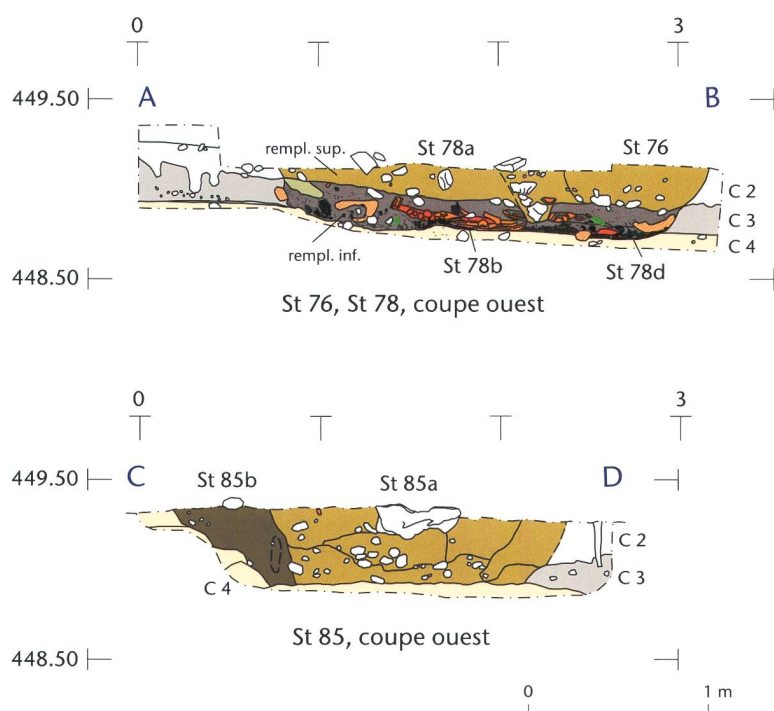 0 3
449.50 A B
St 78a St 76
rempl. sup.
C 2
C 3
C 4
rempl. inf.
St 78b St 78d
448.50
St 76, St 78, coupe ouest
0 3
449.50 C D
St 85b St 85a
C 2
C 3
C 4
St 85, coupe ouest
448.50
0 1 m